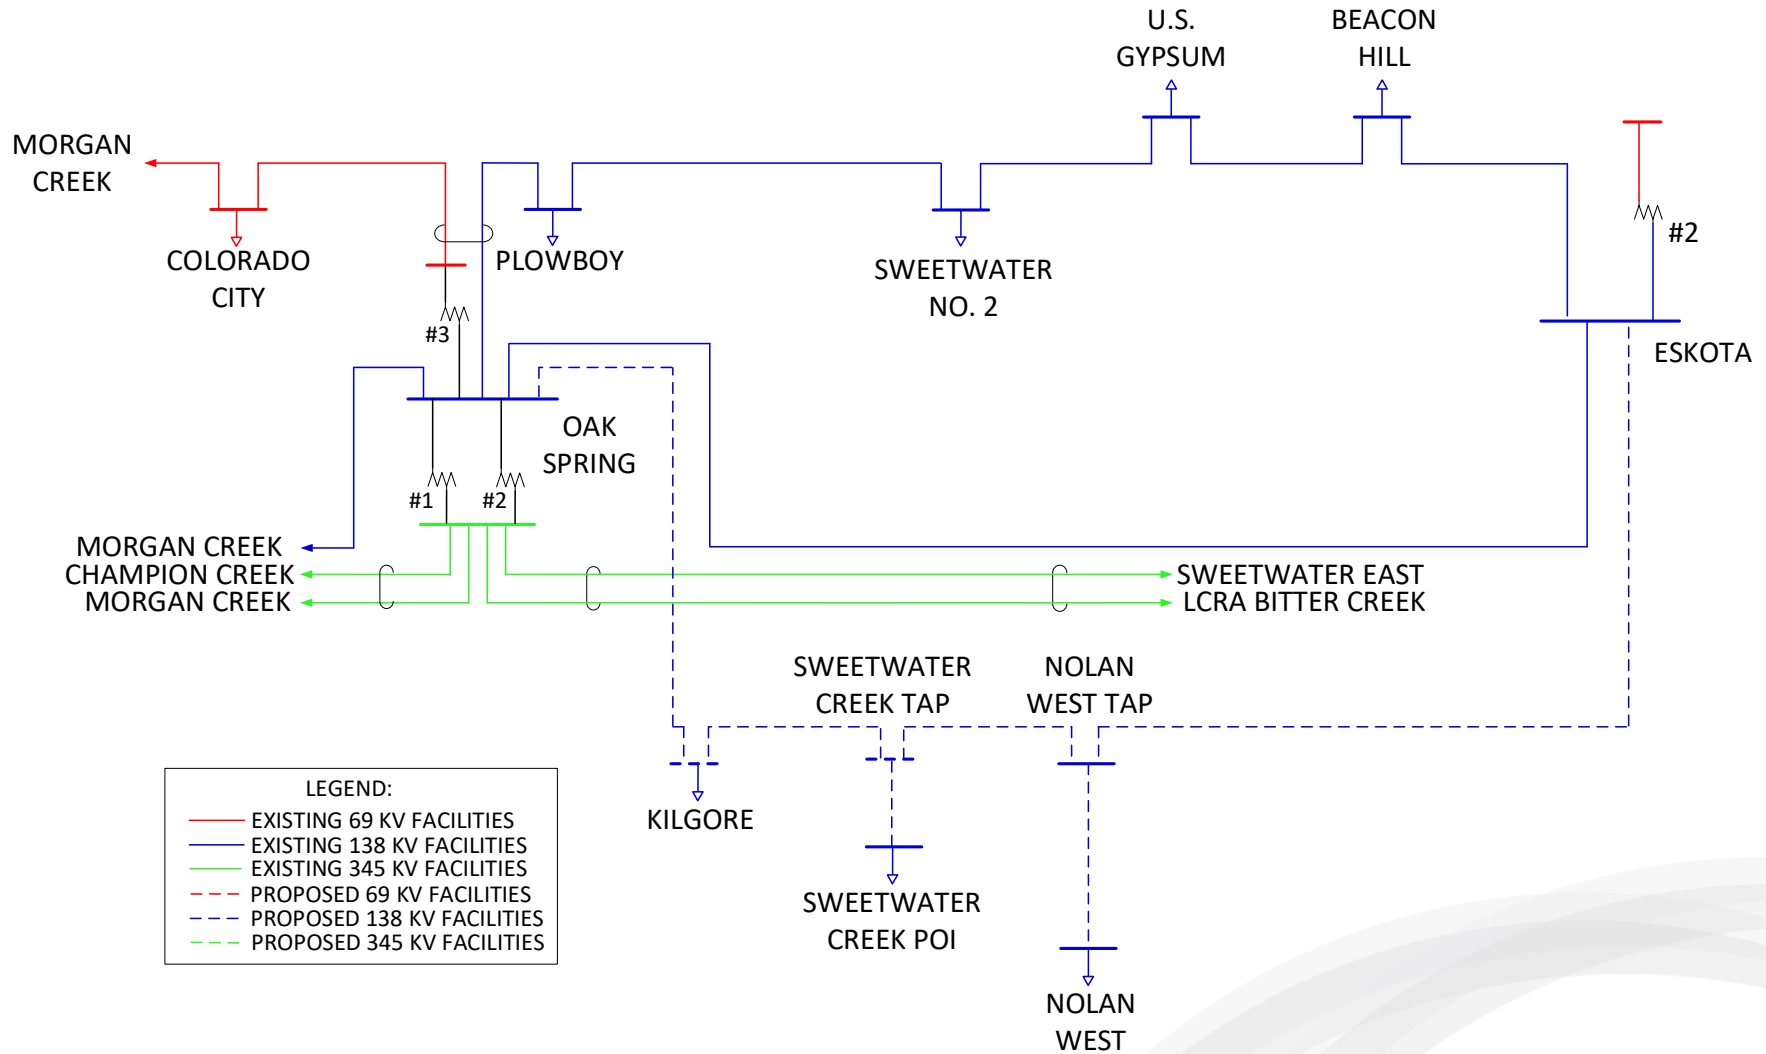 U.S.
GYPSUM
BEACON
HILL
MORGAN
CREEK
#2
COLORADO
CITY
PLOWBOY
SWEETWATER
NO. 2
#3
ESKOTA
OAK
SPRING
#1
#2
MORGAN CREEK
CHAMPION CREEK
MORGAN CREEK
SWEETWATER EAST
LCRA BITTER CREEK
SWEETWATER
CREEK TAP
NOLAN
WEST TAP
KILGORE
SWEETWATER
CREEK POI
NOLAN
WEST
LEGEND:
EXISTING 69 KV FACILITIES
EXISTING 138 KV FACILITIES
EXISTING 345 KV FACILITIES
PROPOSED 69 KV FACILITIES
PROPOSED 138 KV FACILITIES
PROPOSED 345 KV FACILITIES